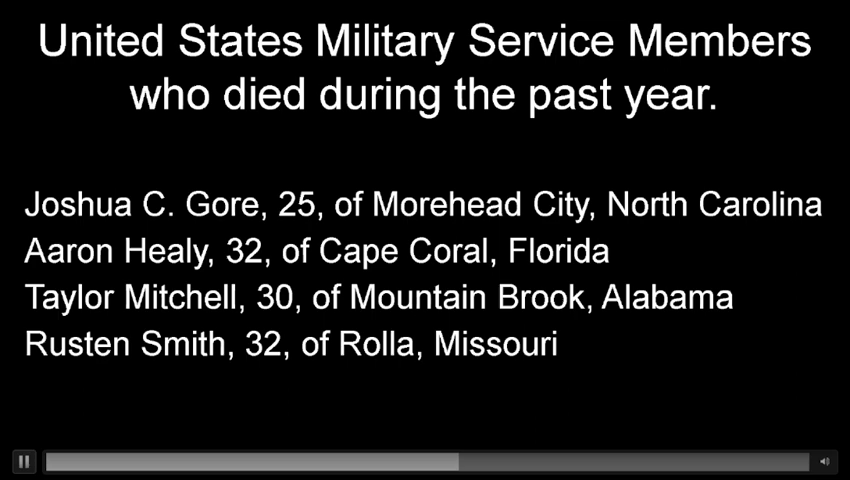 United States Military Service Members
who died during the past year.
Joshua C. Gore, 25, of Morehead City, North Carolina
Aaron Healy, 32, of Cape Coral, Florida
Taylor Mitchell, 30, of Mountain Brook, Alabama
Rusten Smith, 32, of Rolla, Missouri